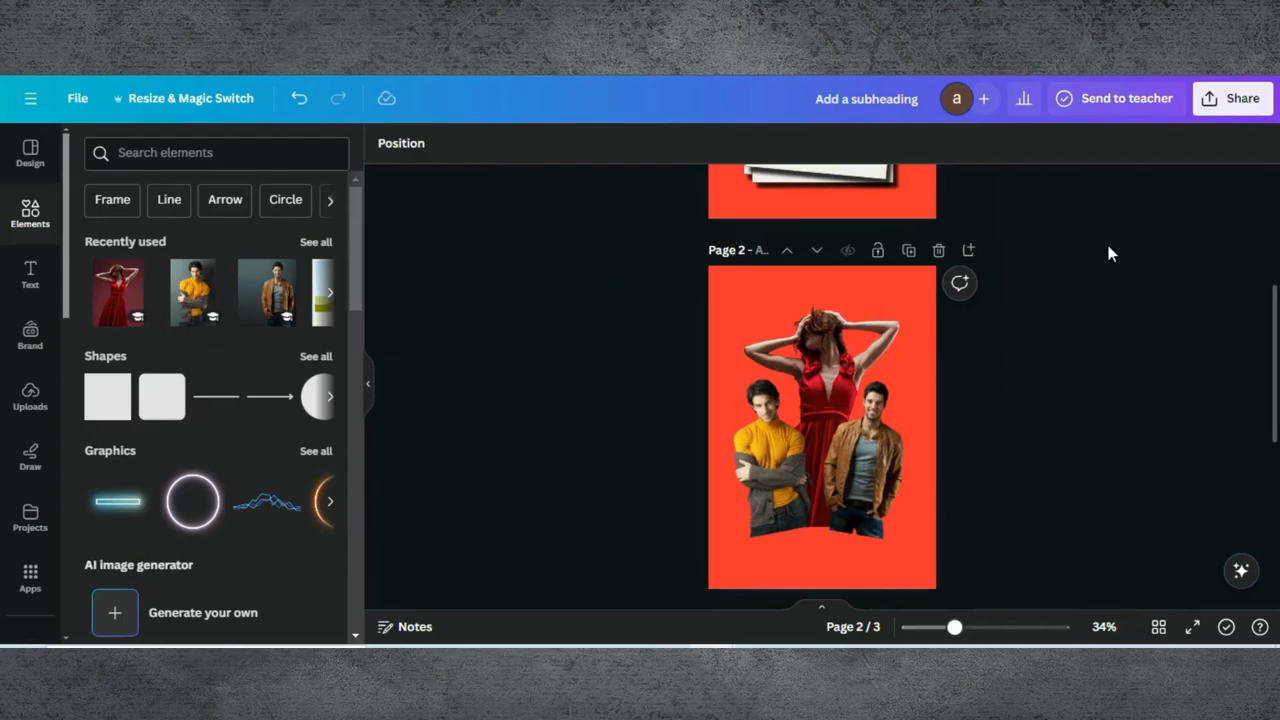 File
Resize & Magic Switch
Add a subheading
a
Send to teacher
Share
Design
Elements
Text
Brand
Uploads
Draw
Projects
Apps
Search elements
Frame
Line
Arrow
Circle
Recently used
See all
Shapes
See all
Graphics
See all
AI image generator
Generate your own
Position
Page 2 - A..
Notes
Page 2 / 3
34%